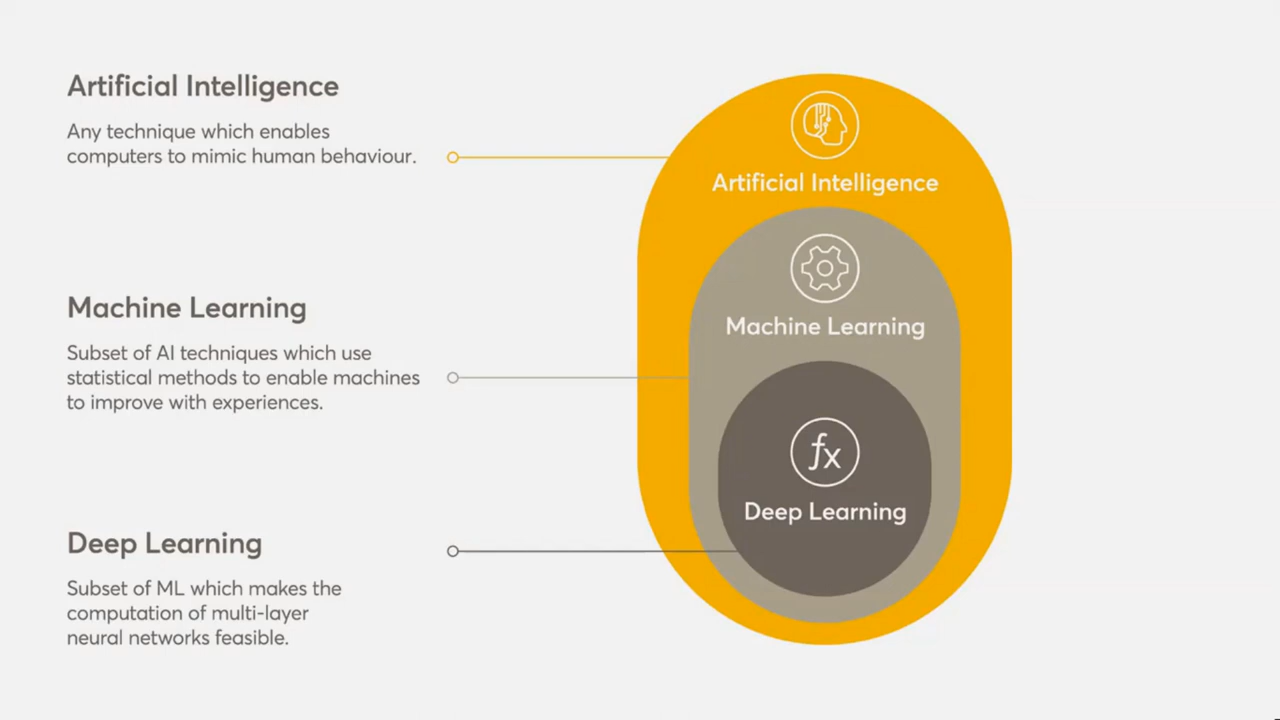 Artificial Intelligence
Any technique which enables
computers to mimic human behaviour.
Machine Learning
Subset of AI techniques which use
statistical methods to enable machines
to improve with experiences.
Deep Learning
Subset of ML which makes the
computation of multi-layer
neural networks feasible.
Artificial Intelligence
Machine Learning
fx
Deep Learning